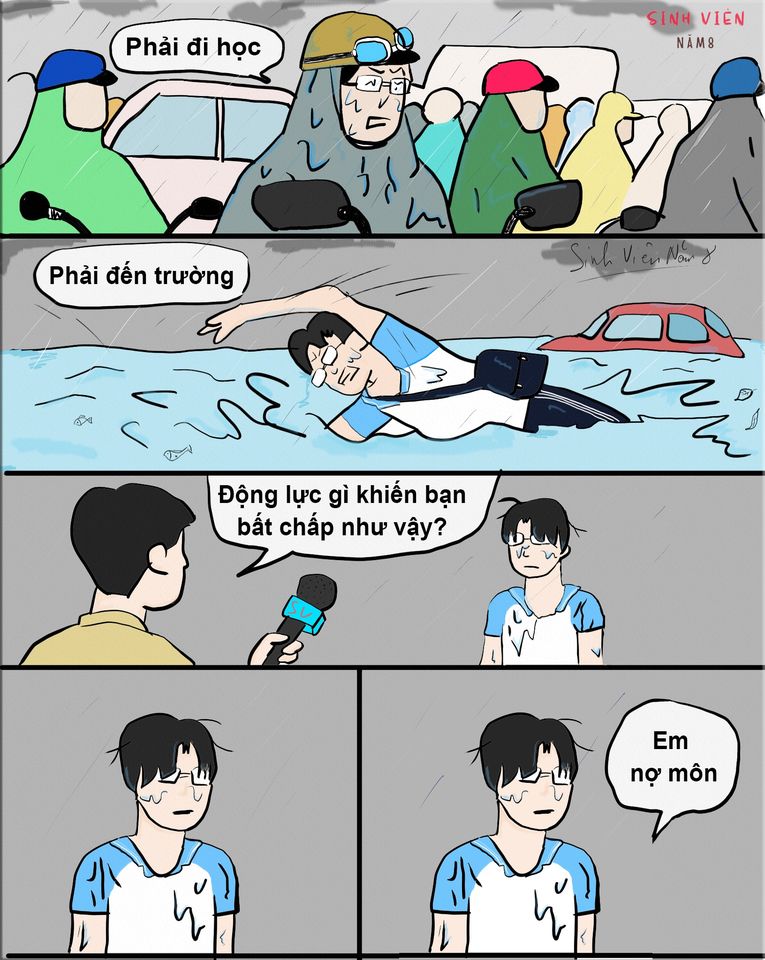 SINH VIÊN
NĂM 8
Phải đi học
Sinh Viên Năm 8
Phải đến trường
Động lực gì khiến bạn
bất chấp như vậy?
SV
Em
nợ môn